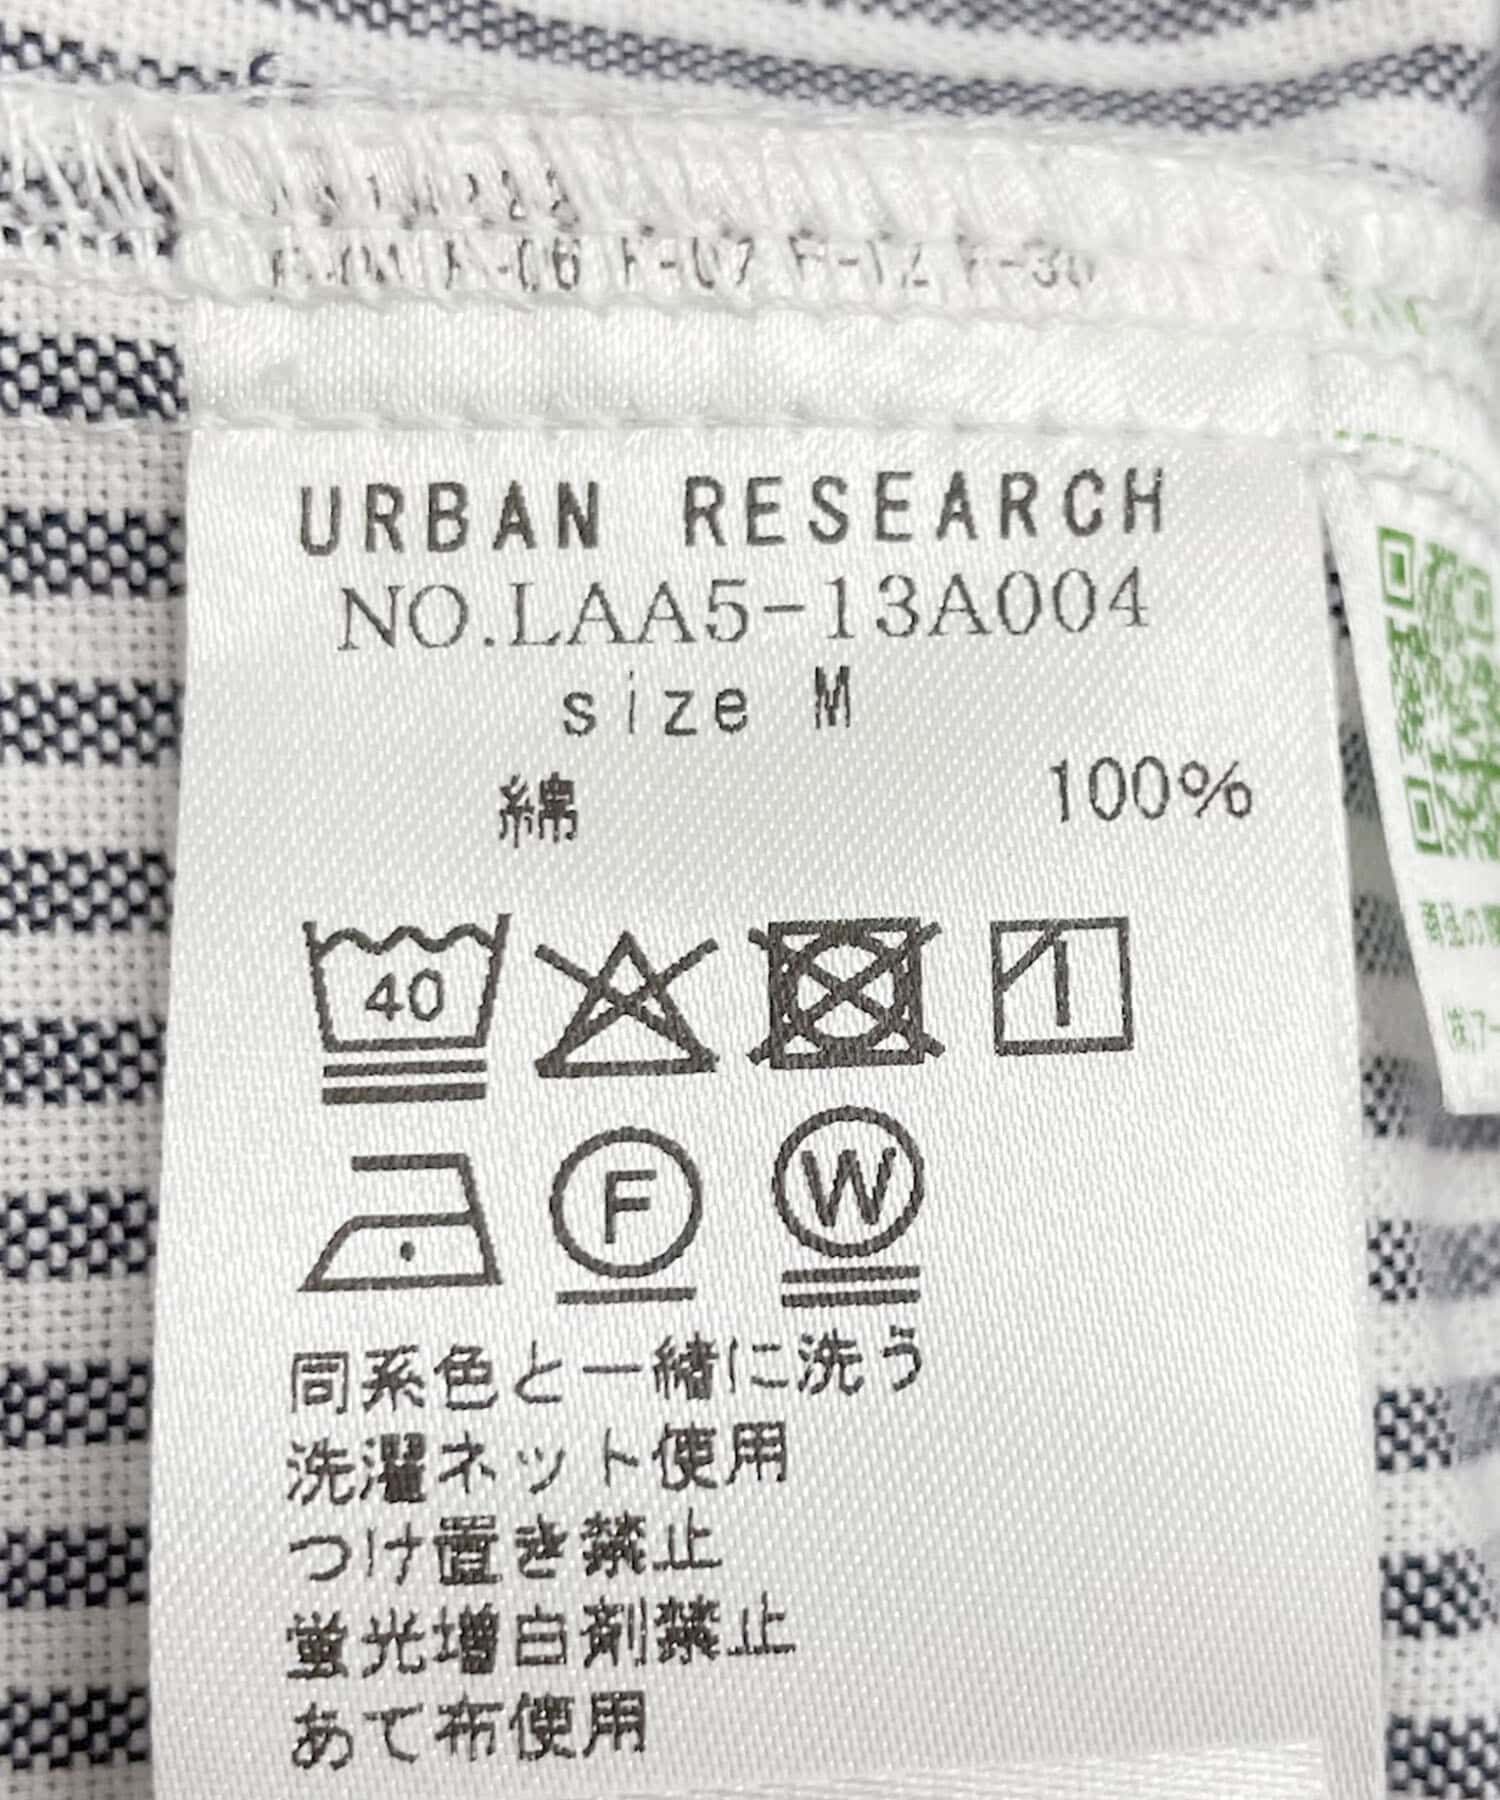 URBAN RESEARCH
NO.LAA5-13A004
size M
綿 100%
40
F
W
同系色と一緒に洗う
洗濯ネット使用
つけ置き禁止
蛍光増白剤禁止
あて布使用